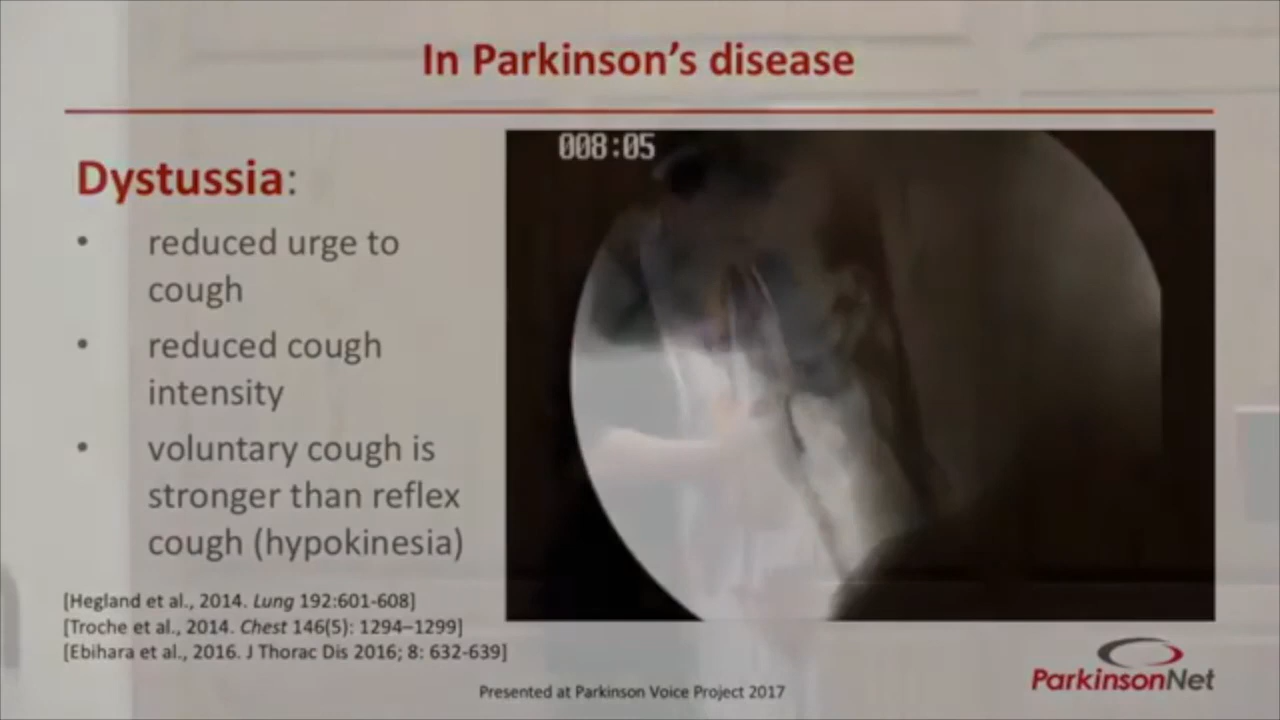 In Parkinson's disease
008:05
Dystussia:
• reduced urge to
cough
• reduced cough
intensity
• voluntary cough is
stronger than reflex
cough (hypokinesia)
[Hegland et al., 2014. Lung 192:601-608]
[Troche et al., 2014. Chest 146(5): 1294–1299]
[Ebihara et al., 2016. J Thorac Dis 2016; 8: 632-639]
Presented at Parkinson Voice Project 2017
ParkinsonNet